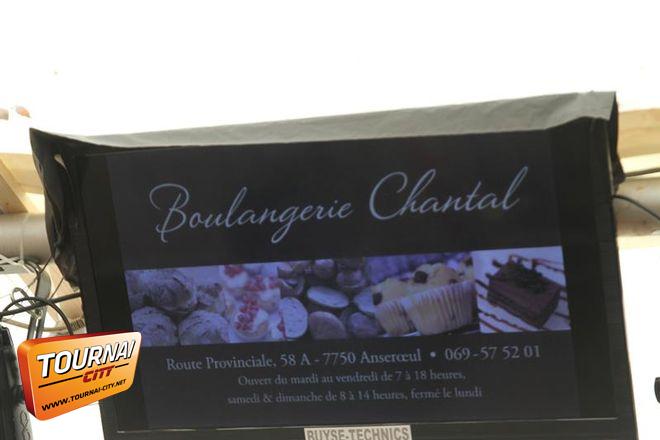 Boulangerie Chantal
Route Provinciale, 58 A - 7750 Anserœul • 069-57 52 01
Ouvert du mardi au vendredi de 7 à 18 heures,
samedi & dimanche de 8 à 14 heures, fermé le lundi
TOURNAI
CITY
WWW.TOURNAI-CITY.NET
BUYSE-TECHNICS